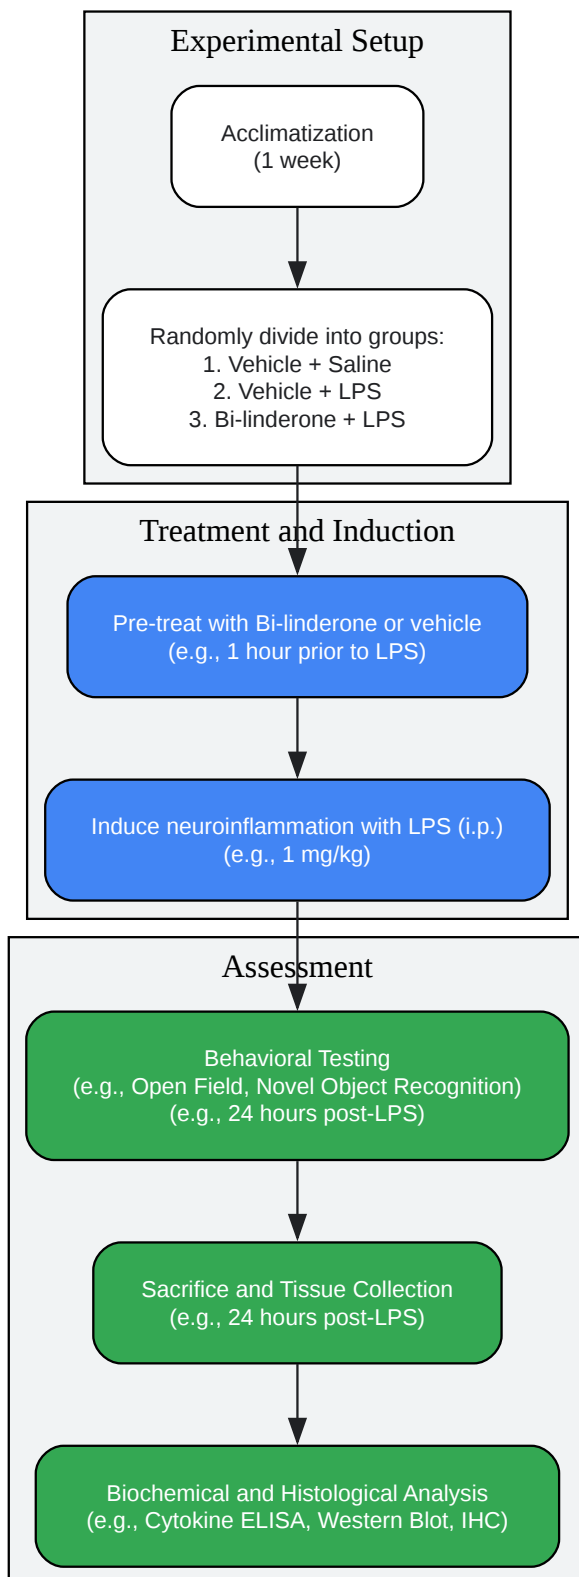 Experimental Setup
Acclimatization
(1 week)
Randomly divide into groups:
1. Vehicle + Saline
2. Vehicle + LPS
3. Bi-linderone + LPS
Treatment and Induction
Pre-treat with Bi-linderone or vehicle
(e.g., 1 hour prior to LPS)
Induce neuroinflammation with LPS (i.p.)
(e.g., 1 mg/kg)
Assessment
Behavioral Testing
(e.g., Open Field, Novel Object Recognition)
(e.g., 24 hours post-LPS)
Sacrifice and Tissue Collection
(e.g., 24 hours post-LPS)
Biochemical and Histological Analysis
(e.g., Cytokine ELISA, Western Blot, IHC)